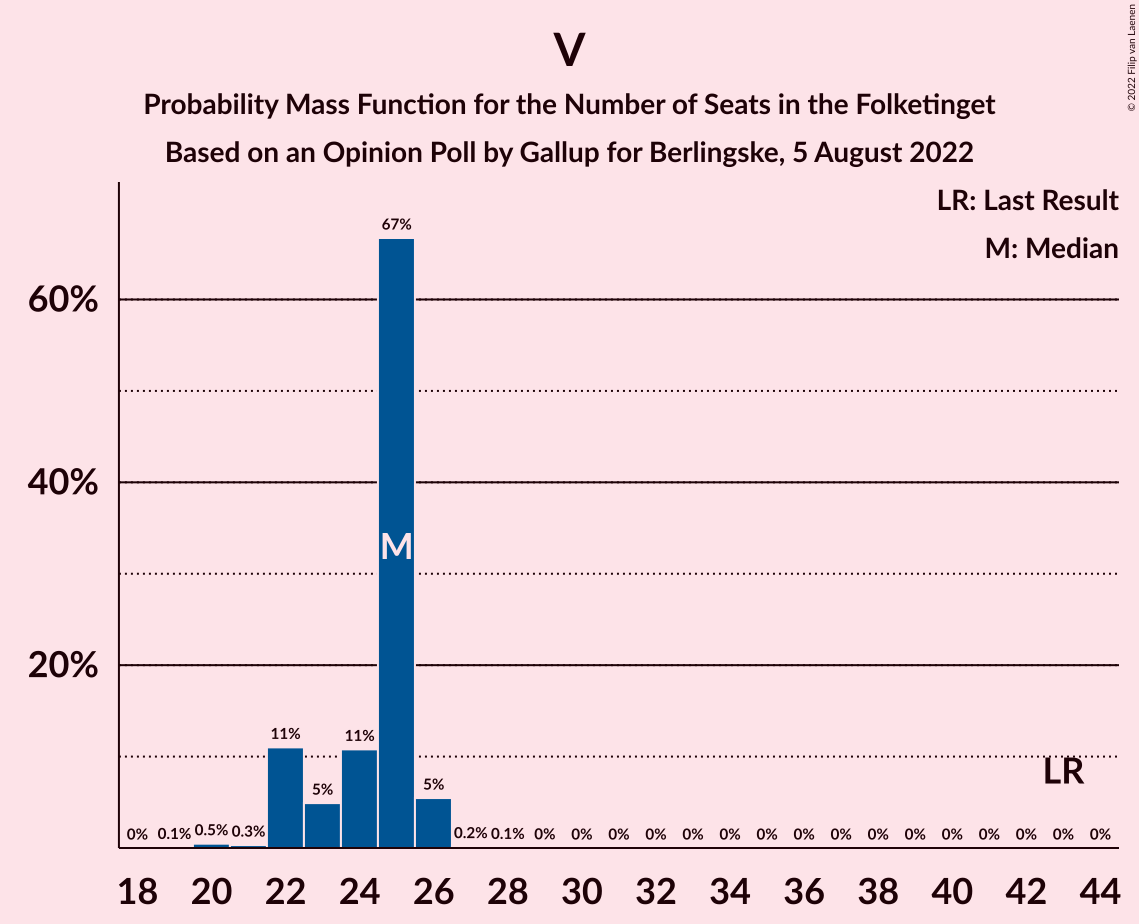 V
Probability Mass Function for the Number of Seats in the Folketinget
Based on an Opinion Poll by Gallup for Berlingske, 5 August 2022
© 2022 Filip van Laenen
LR: Last Result
M: Median
67%
60%
40%
M
20%
11%
11%
5%
5%
LR
0% 0.1% 0.5% 0.3% 0.2% 0.1% 0% 0% 0% 0% 0% 0% 0% 0% 0% 0% 0% 0% 0% 0% 0% 0%
18 20 22 24 26 28 30 32 34 36 38 40 42 44